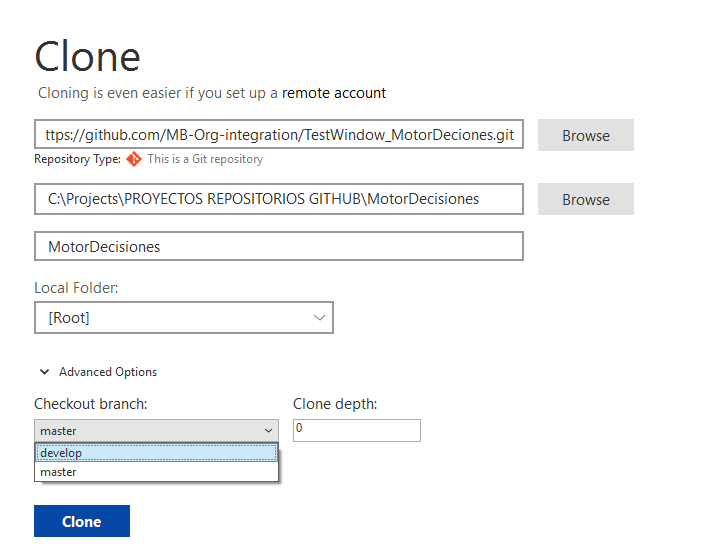 Clone
Cloning is even easier if you set up a remote account
ttps://github.com/MB-Org-integration/TestWindow_MotorDeciones.git
Browse
Repository Type: This is a Git repository
C:\Projects\PROYECTOS REPOSITORIOS GITHUB\MotorDecisiones
Browse
MotorDecisiones
Local Folder:
[Root]
Advanced Options
Checkout branch:
Clone depth:
master
0
develop
master
Clone